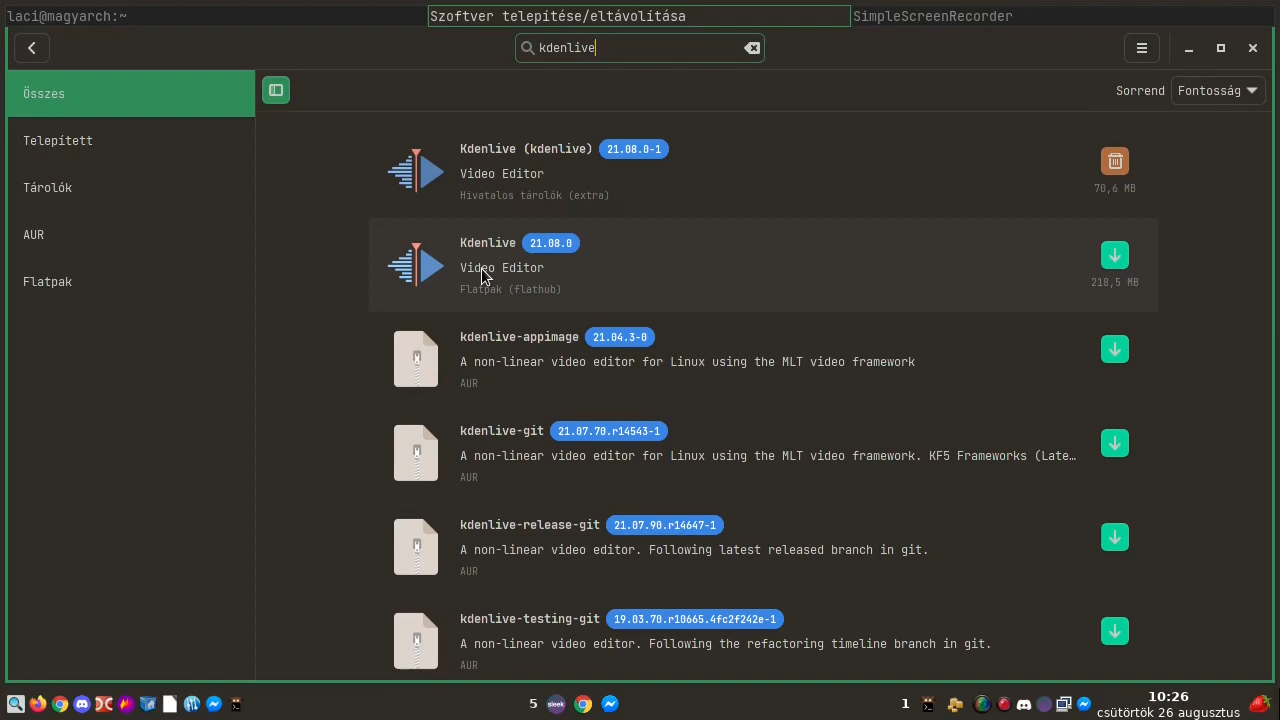 laci@magyarch:~
Szoftver telepítése/eltávolítása
SimpleScreenRecorder
kdenlive
Összes
Telepített
Tárolók
AUR
Flatpak
Sorrend
Fontosság
Kdenlive (kdenlive) 21.08.0-1
Video Editor
Hivatalos tárolók (extra)
70,6 MB
Kdenlive 21.08.0
Video Editor
Flatpak (flathub)
210,5 MB
kdenlive-appimage 21.04.3-0
A non-linear video editor for Linux using the MLT video framework
AUR
kdenlive-git 21.07.70.r14543-1
A non-linear video editor for Linux using the MLT video framework. KF5 Frameworks (Late…
AUR
kdenlive-release-git 21.07.90.r14647-1
A non-linear video editor. Following latest released branch in git.
AUR
kdenlive-testing-git 19.03.70.r10665.4fc2f242e-1
A non-linear video editor. Following the refactoring timeline branch in git.
AUR
5
sleek
1
10:26
csütörtök 26 augusztus